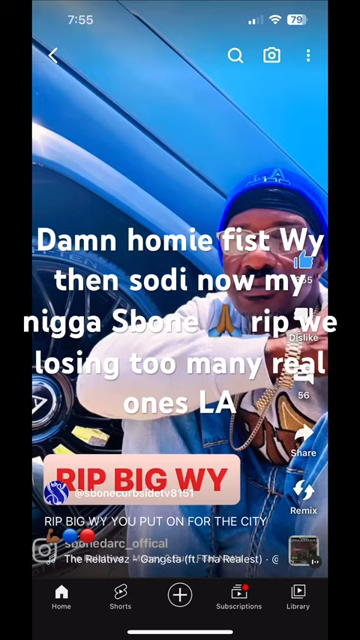 7:55
79
LA
Damn homie fist Wy
then sodi now my
nigga Sbone 🙏🏾 rip we
losing too many real
ones LA
Dislike
56
Share
RIP BIG WY
@sbonecurbsidetv8151
Remix
RIP BIG WY YOU PUT ON FOR THE CITY
sbonedarc_offical
The Relativez - Gangsta (ft. Tha Realest) · @
Home
Shorts
Subscriptions
Library